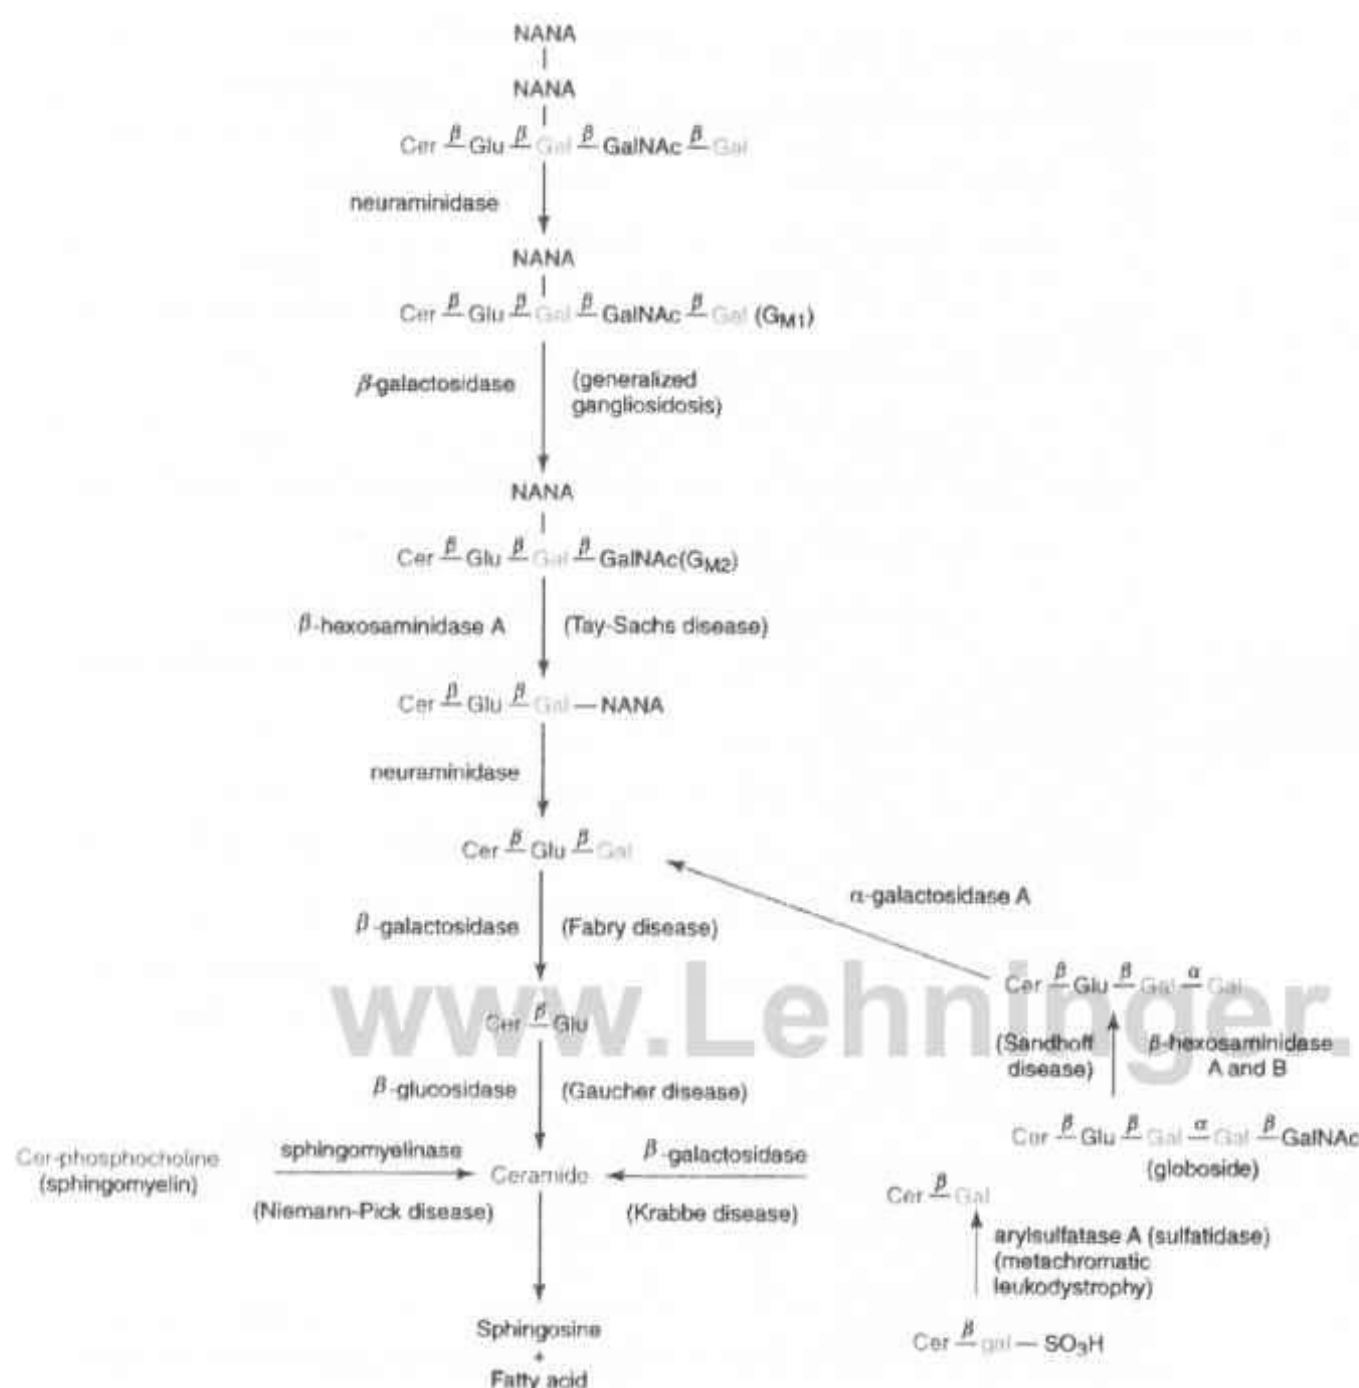 NANA
NANA
Cer β Glu β Gal β GalNAc β Gal
neuraminidase
NANA
Cer β Glu β Gal β GalNAc β Gal (GM1)
β-galactosidase
(generalized
gangliosidosis)
NANA
Cer β Glu β Gal β GalNAc(GM2)
β-hexosaminidase A
(Tay-Sachs disease)
Cer β Glu β Gal — NANA
neuraminidase
Cer β Glu β Gal
α-galactosidase A
β-galactosidase
(Fabry disease)
www.Lehninger.
Cer β Glu β Gal α Gal
Cer β Glu
(Sandhoff
disease)
β-hexosaminidase
A and B
β-glucosidase
(Gaucher disease)
Cer β Glu β Gal α Gal β GalNAc
(globoside)
Cer-phosphocholine
(sphingomyelin)
sphingomyelinase
(Niemann-Pick disease)
Ceramide
β-galactosidase
(Krabbe disease)
Cer β Gal
arylsulfatase A (sulfatidase)
(metachromatic
leukodystrophy)
Cer β gal — SO3H
Sphingosine
+
Fatty acid